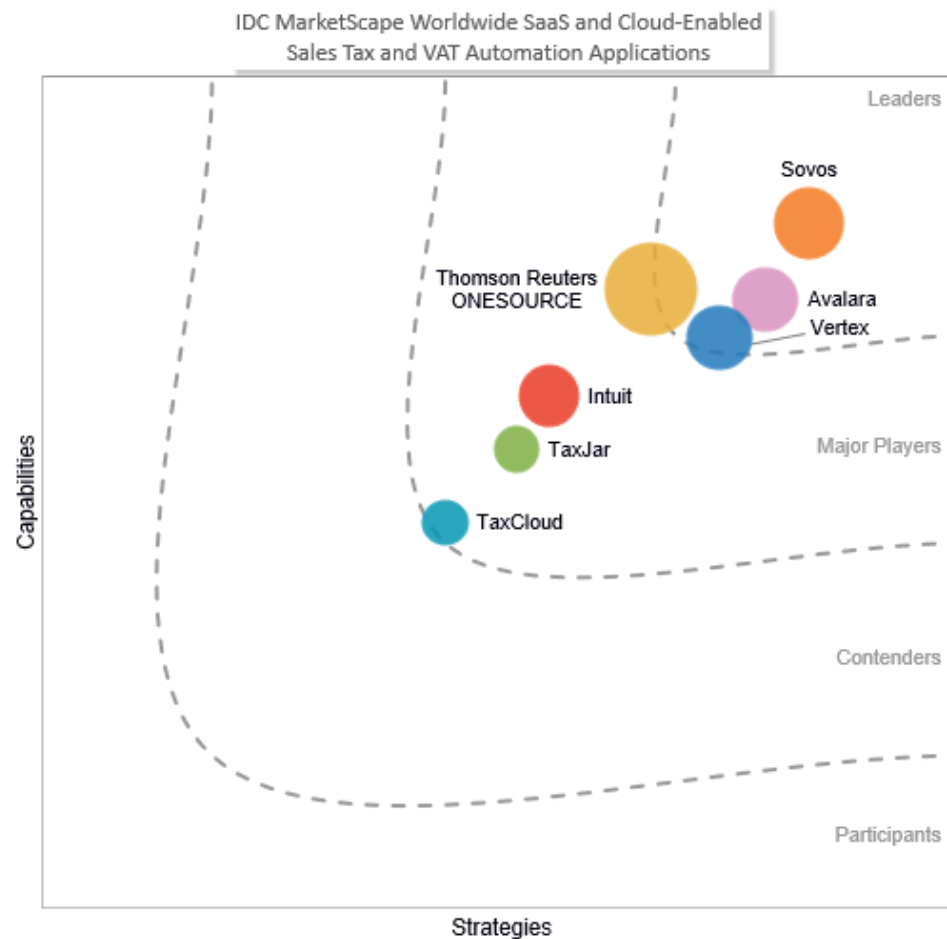 IDC MarketScape Worldwide SaaS and Cloud-Enabled
Sales Tax and VAT Automation Applications
Leaders
Sovos
Thomson Reuters
ONESOURCE
Avalara
Vertex
Intuit
Major Players
TaxJar
Capabilities
TaxCloud
Contenders
Participants
Strategies